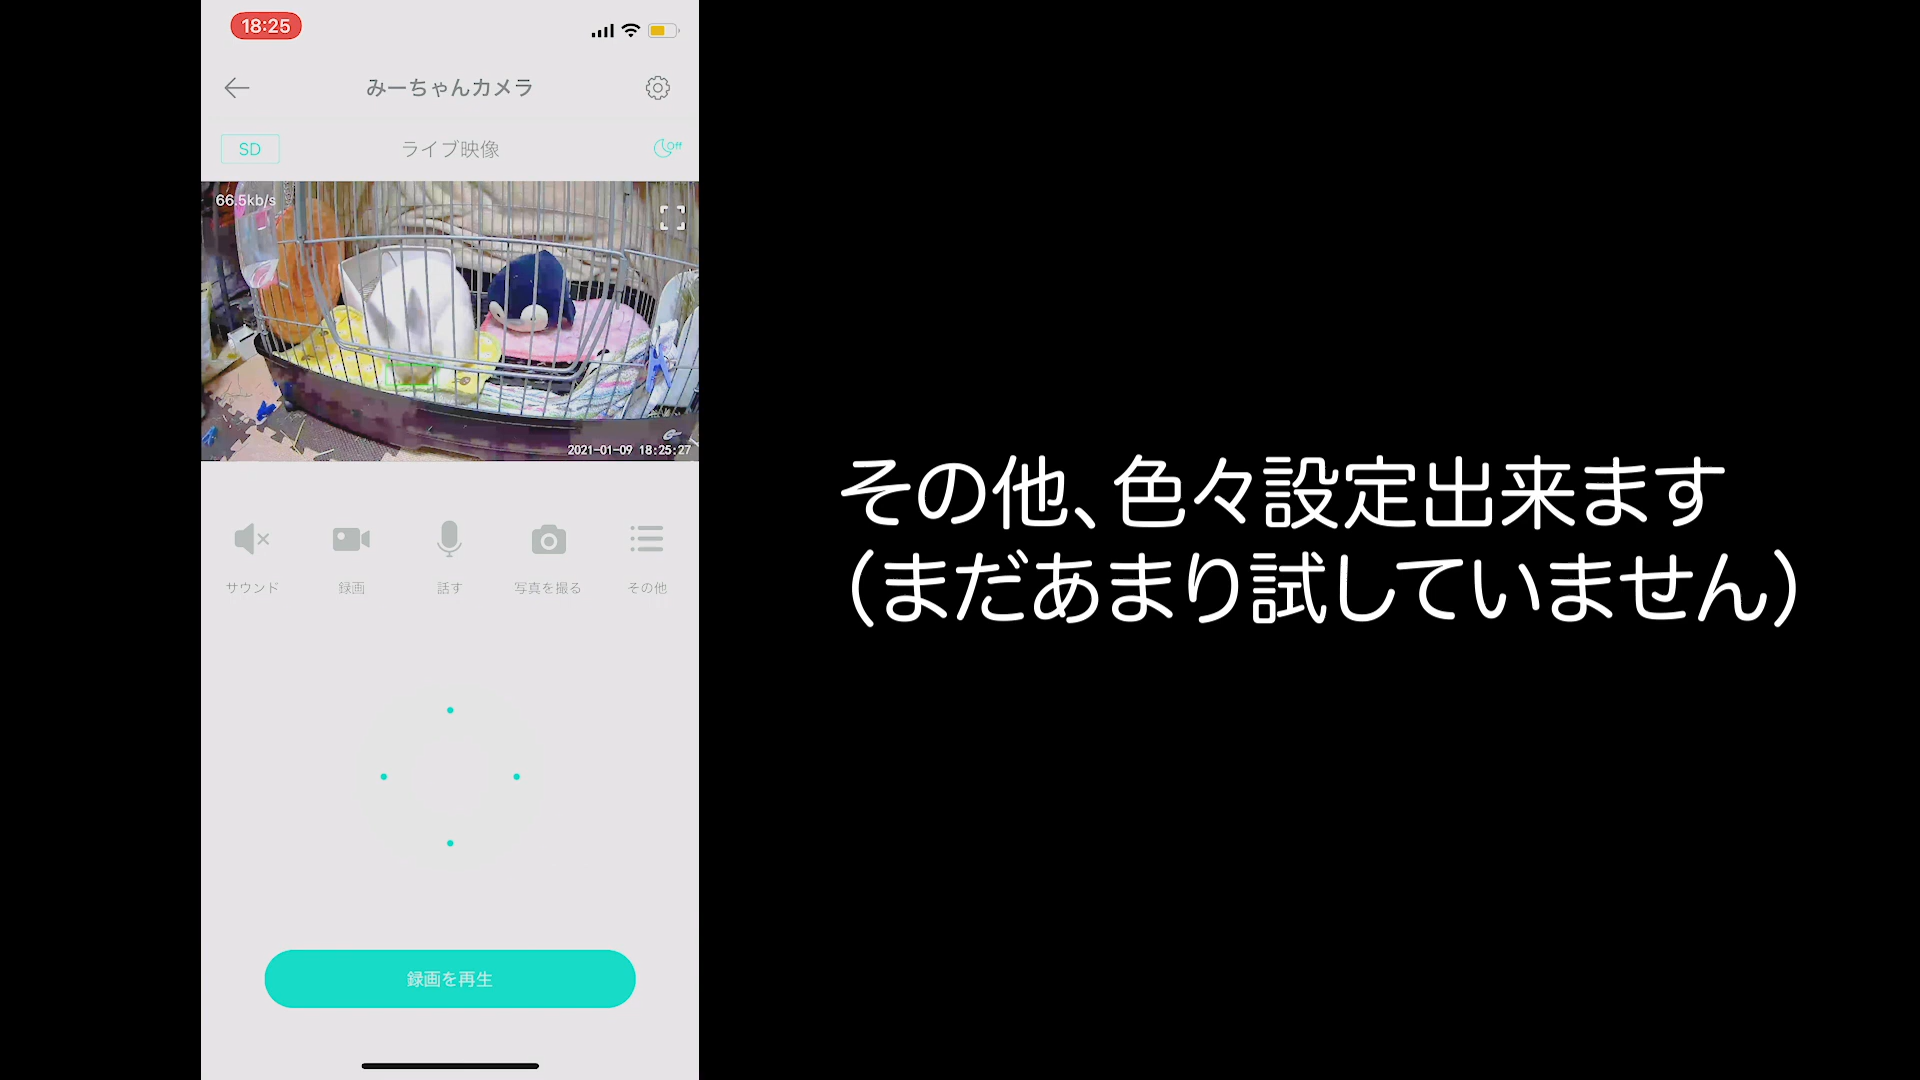 18:25
みーちゃんカメラ
SD
ライブ映像
Off
66.5kb/s
2021-01-09 18:25:27
サウンド
録画
話す
写真を撮る
その他
録画を再生
その他、色々設定出来ます
(まだあまり試していません)